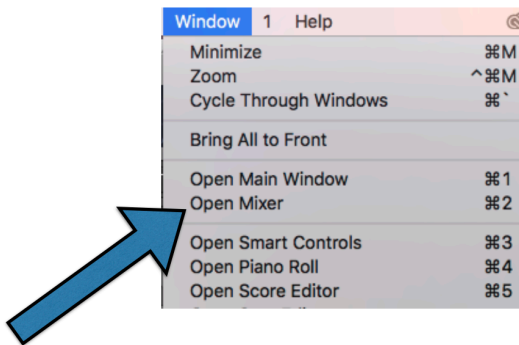 Window 1 Help
Minimize ⌘M
Zoom ^⌘M
Cycle Through Windows ⌘`
Bring All to Front
Open Main Window ⌘1
Open Mixer ⌘2
Open Smart Controls ⌘3
Open Piano Roll ⌘4
Open Score Editor ⌘5